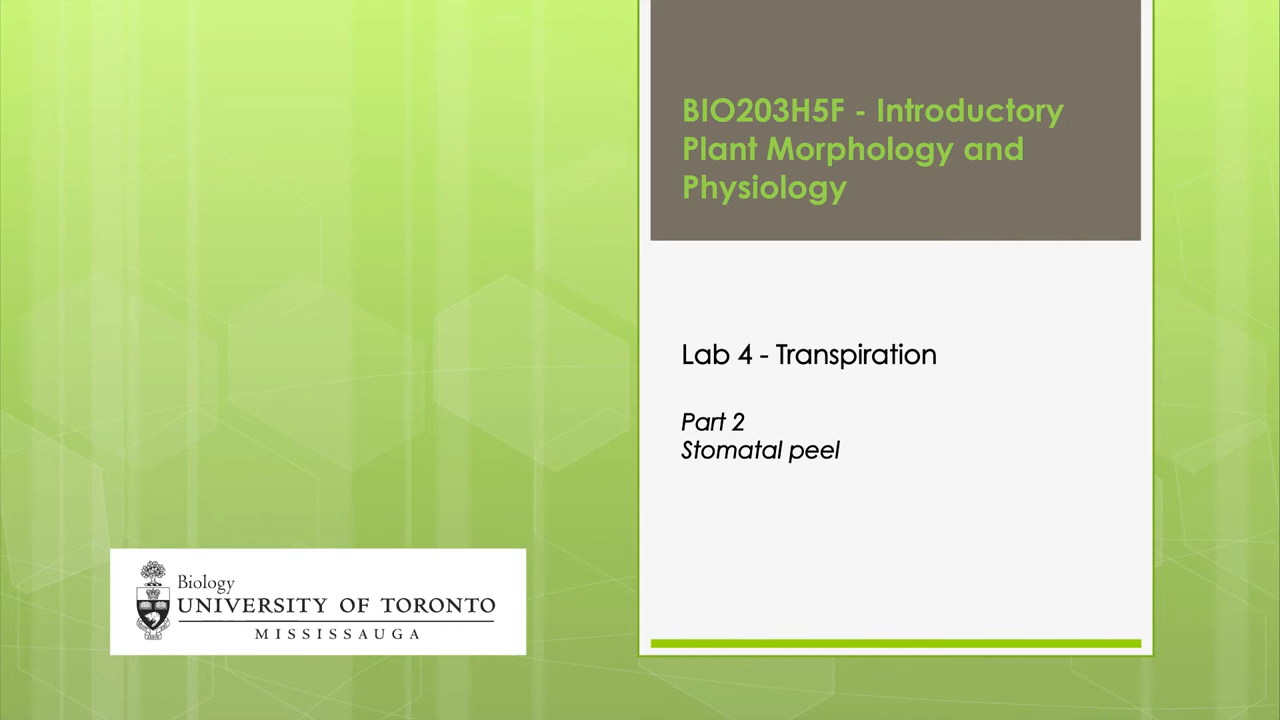 BIO203H5F - Introductory
Plant Morphology and
Physiology
Lab 4 - Transpiration
Part 2
Stomatal peel
Biology
UNIVERSITY OF TORONTO
MISSISSAUGA